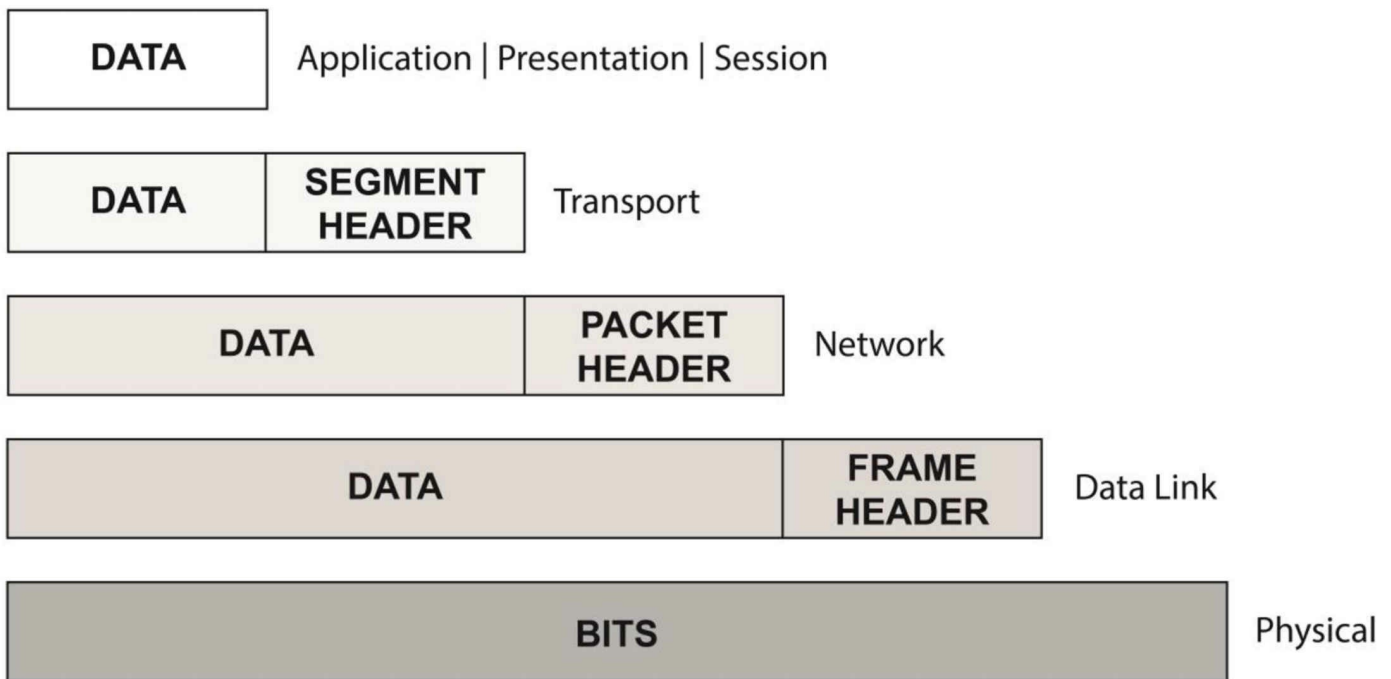 DATA Application | Presentation | Session
DATA SEGMENT HEADER Transport
DATA PACKET HEADER Network
DATA FRAME HEADER Data Link
BITS Physical